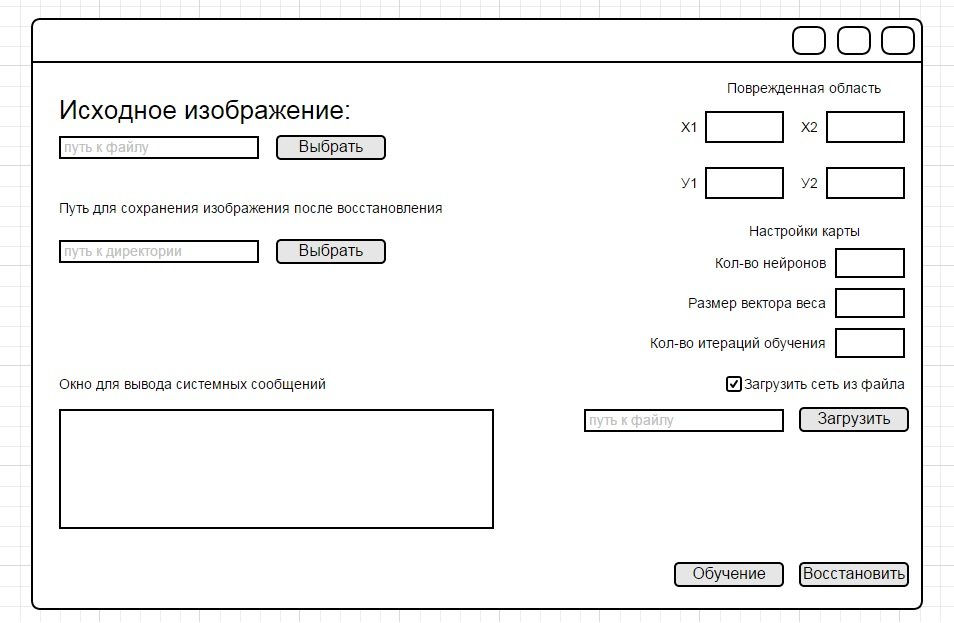 Исходное изображение:
путь к файлу
Выбрать
Путь для сохранения изображения после восстановления
путь к директории
Выбрать
Окно для вывода системных сообщений
Поврежденная область
X1
X2
У1
У2
Настройки карты
Кол-во нейронов
Размер вектора веса
Кол-во итераций обучения
Загрузить сеть из файла
путь к файлу
Загрузить
Обучение
Восстановить